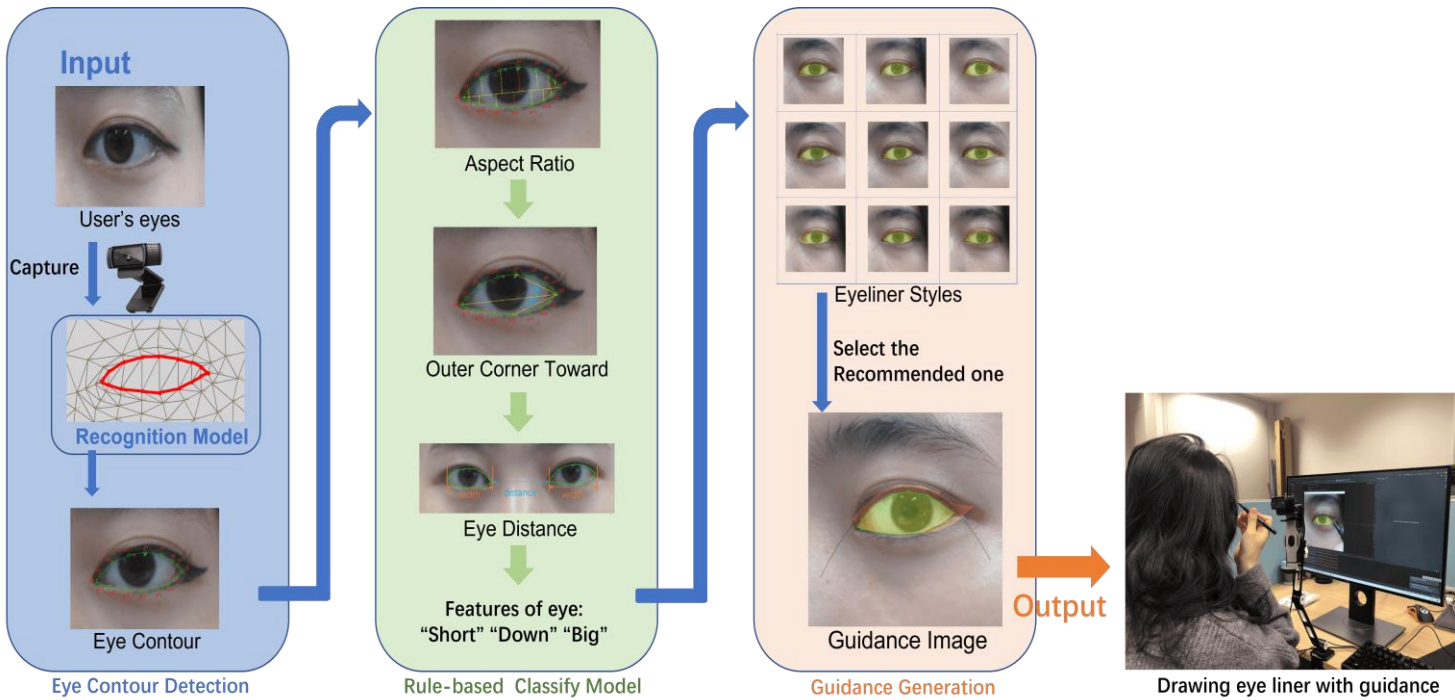 Input
User's eyes
Capture
Recognition Model
Eye Contour
Eye Contour Detection
Aspect Ratio
Outer Corner Toward
width
distance
width
Eye Distance
Features of eye:
“Short” “Down” “Big”
Rule-based Classify Model
Eyeliner Styles
Select the
Recommended one
Guidance Image
Guidance Generation
Output
Drawing eye liner with guidance